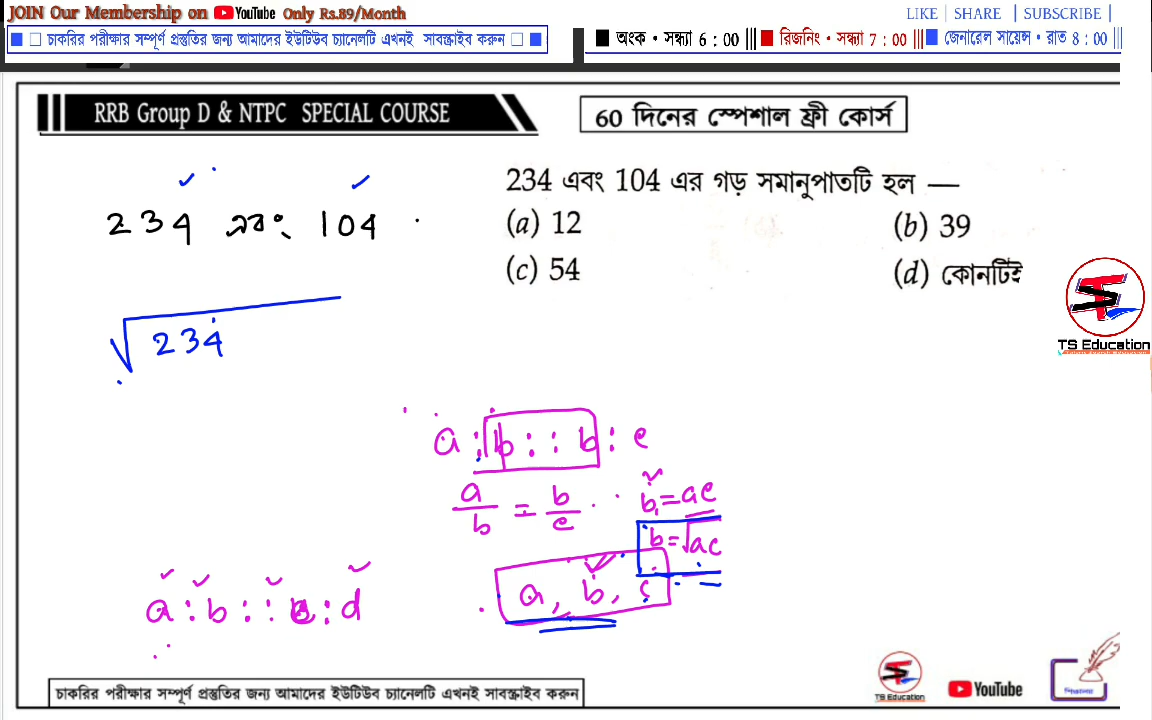 JOIN Our Membership on YouTube Only Rs.89/Month
LIKE | SHARE | SUBSCRIBE |
■ □ চাকরির পরীক্ষার সম্পূর্ণ প্রস্তুতির জন্য আমাদের ইউটিউব চ্যানেলটি এখনই সাবস্ক্রাইব করুন □ ■
■ অংক • সন্ধ্যা 6 : 00 ||| ■ রিজনিং • সন্ধ্যা 7 : 00 ||| ■ জেনারেল সায়েন্স • রাত 8 : 00 |||
RRB Group D & NTPC SPECIAL COURSE
60 দিনের স্পেশাল ফ্রী কোর্স
234 এবং 104 এর গড় সমানুপাতটি হল —
(a) 12 (b) 39
(c) 54 (d) কোনটিই
234 এবং 104
√234
TS Education
a : b : : b : c
a/b = b/c b² = ac
b = √ac
a, b, c
a : b : : c : d
চাকরির পরীক্ষার সম্পূর্ণ প্রস্তুতির জন্য আমাদের ইউটিউব চ্যানেলটি এখনই সাবস্ক্রাইব করুন
TS Education
YouTube